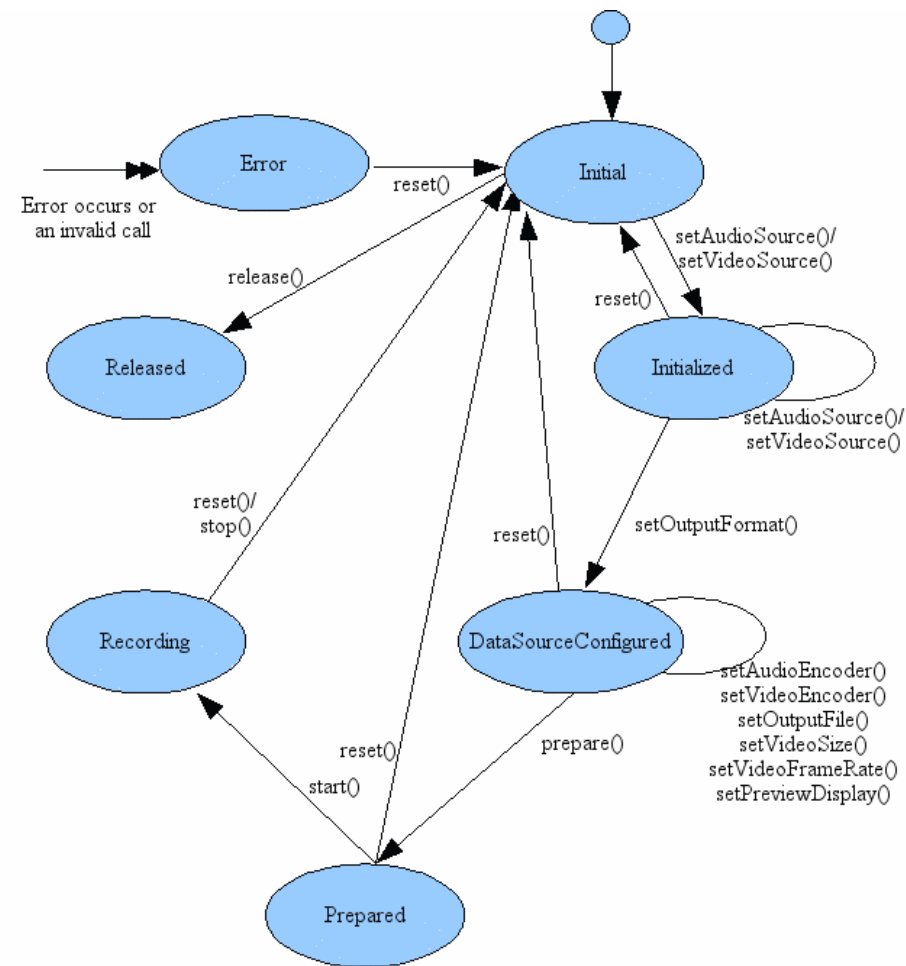 Error
Initial
reset()
Error occurs or
an invalid call
setAudioSource()/
setVideoSource()
release()
reset()
Released
Initialized
setAudioSource()/
setVideoSource()
reset()/
stop()
setOutputFormat()
reset()
Recording
DataSourceConfigured
setAudioEncoder()
setVideoEncoder()
setOutputFile()
setVideoSize()
setVideoFrameRate()
setPreviewDisplay()
prepare()
reset()
start()
Prepared